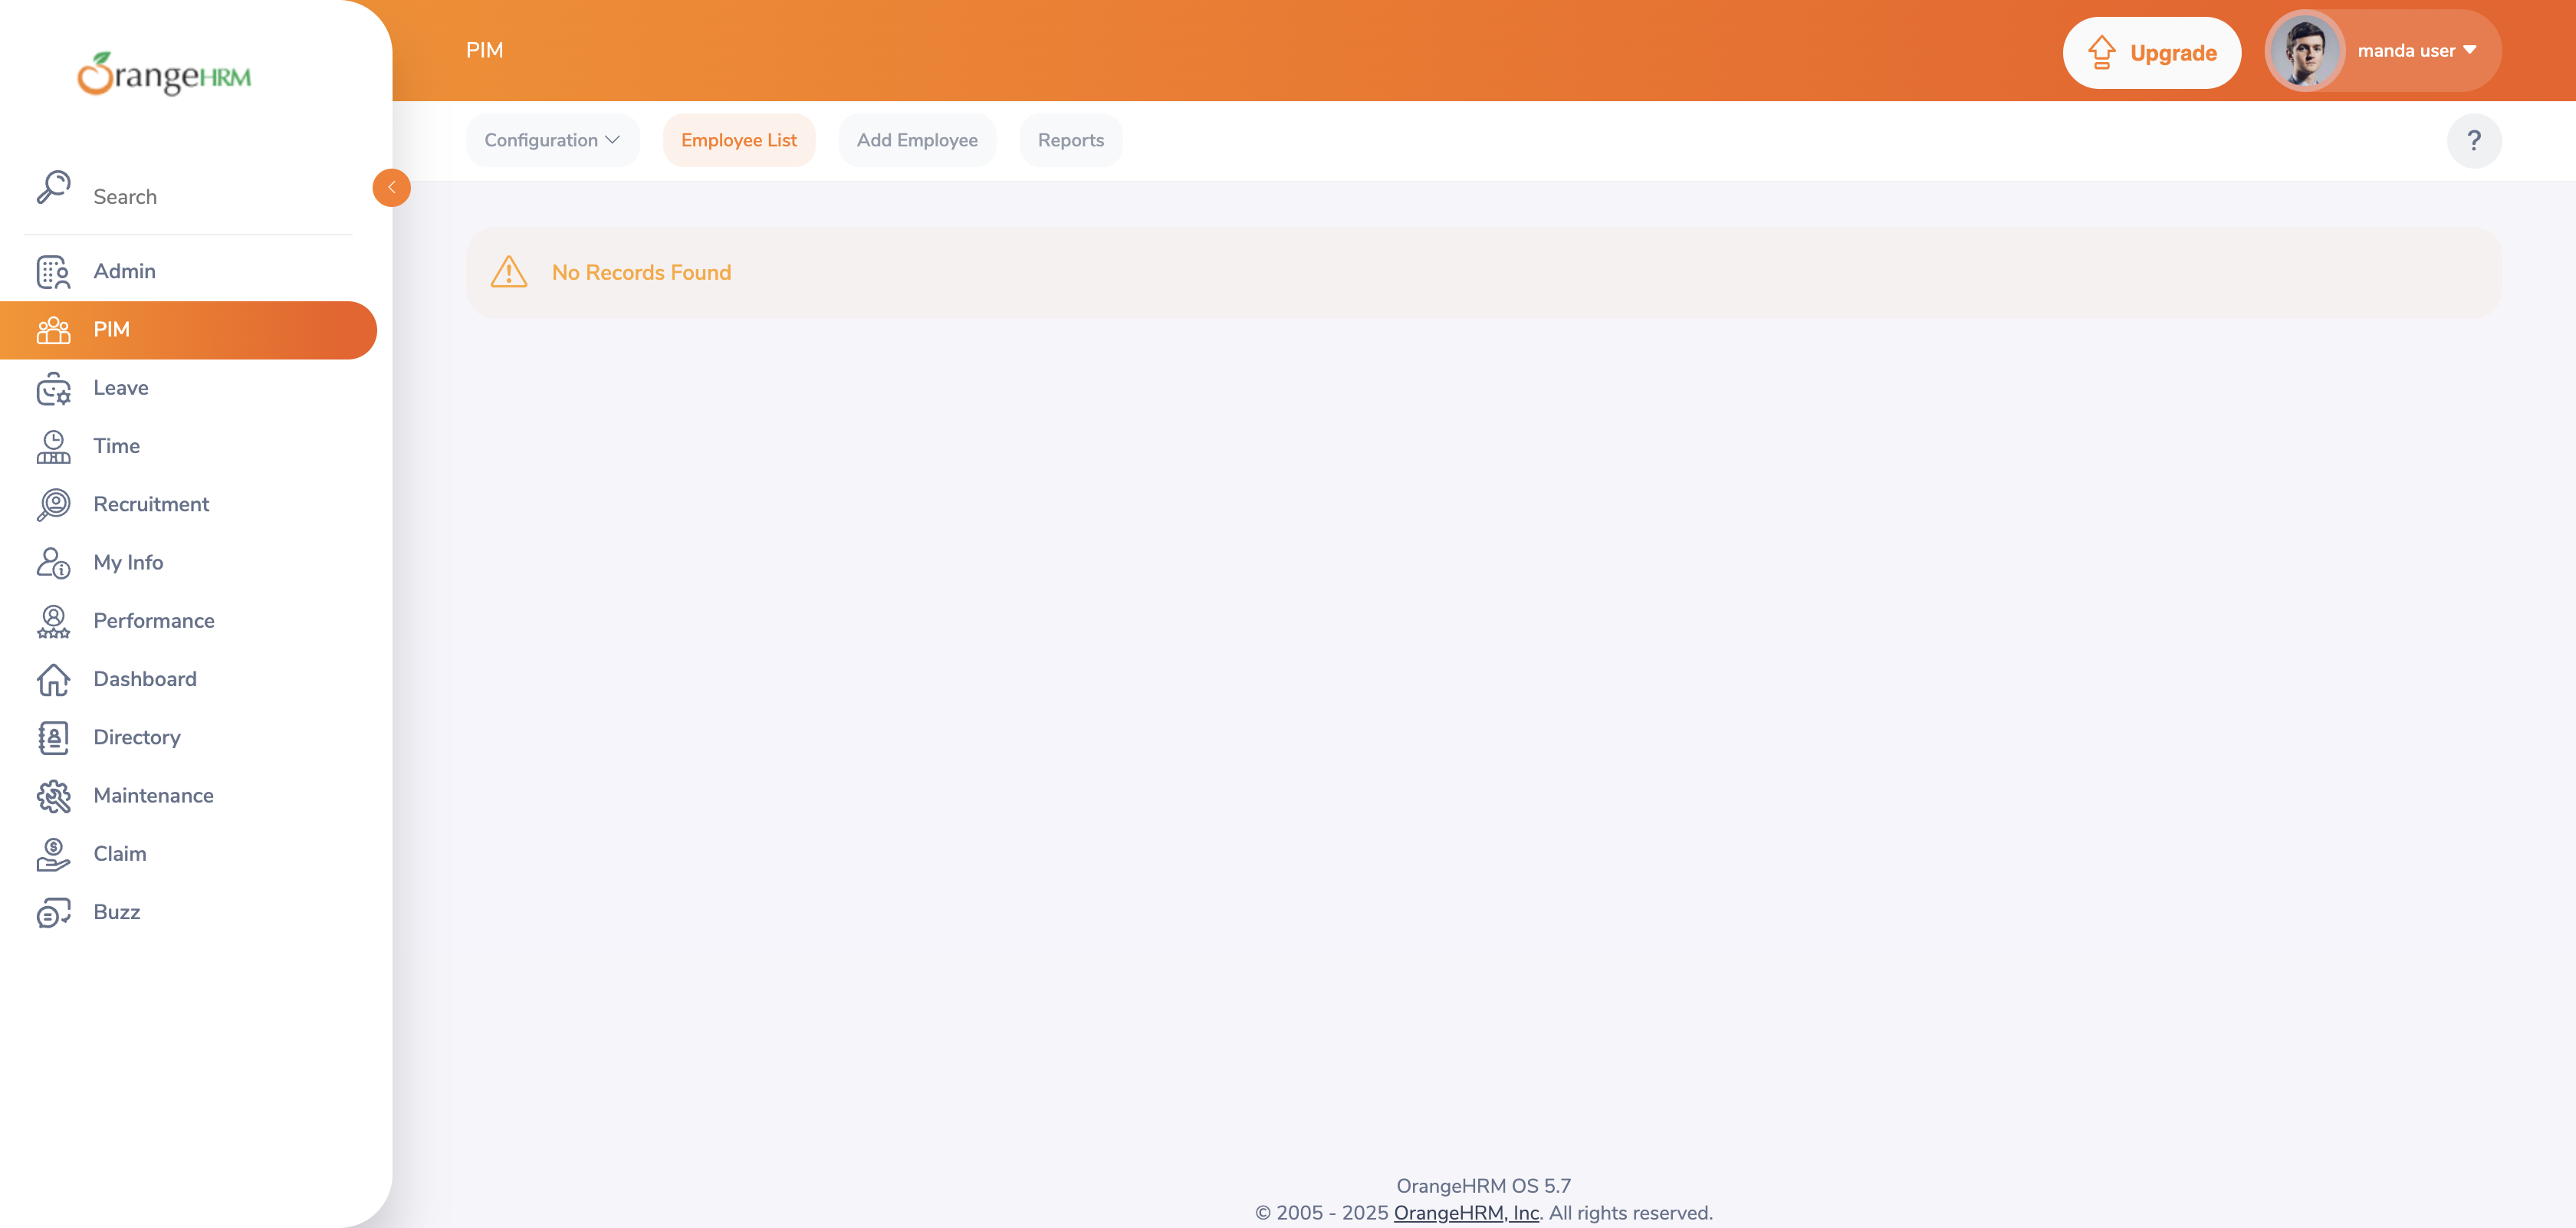 OrangeHRM
PIM
Upgrade
manda user
Configuration
Employee List
Add Employee
Reports
?
Search
No Records Found
Admin
PIM
Leave
Time
Recruitment
My Info
Performance
Dashboard
Directory
Maintenance
Claim
Buzz
OrangeHRM OS 5.7
© 2005 - 2025 OrangeHRM, Inc. All rights reserved.